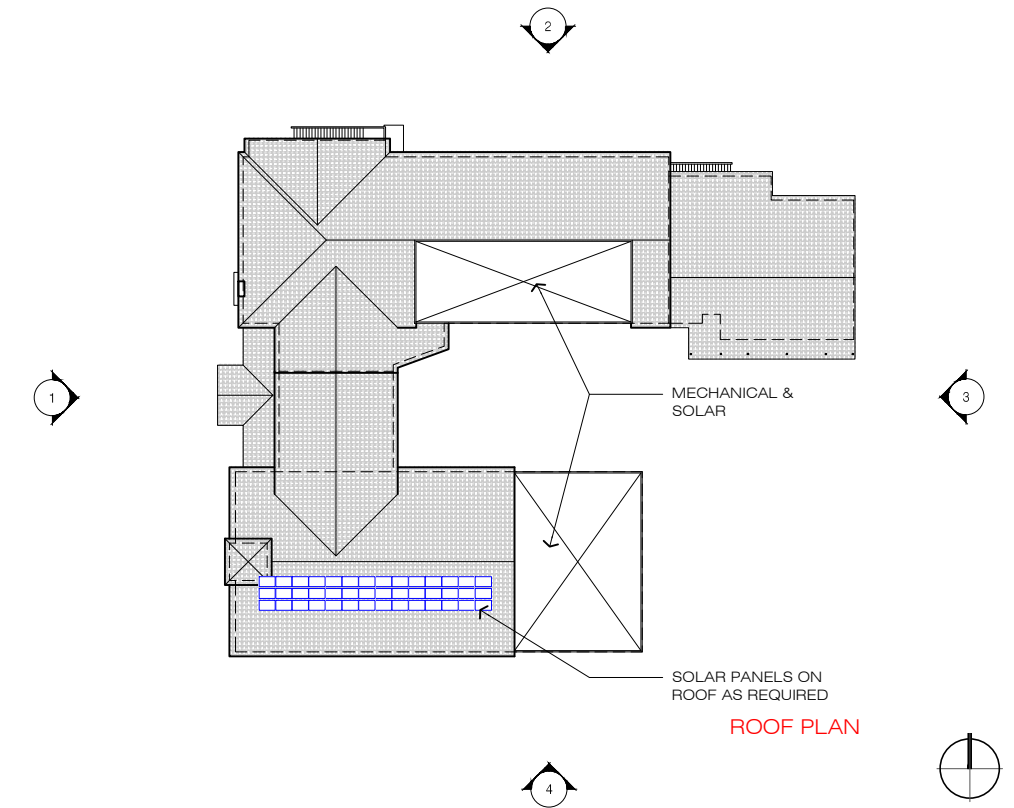 2
1
MECHANICAL &
SOLAR
3
SOLAR PANELS ON
ROOF AS REQUIRED
ROOF PLAN
4